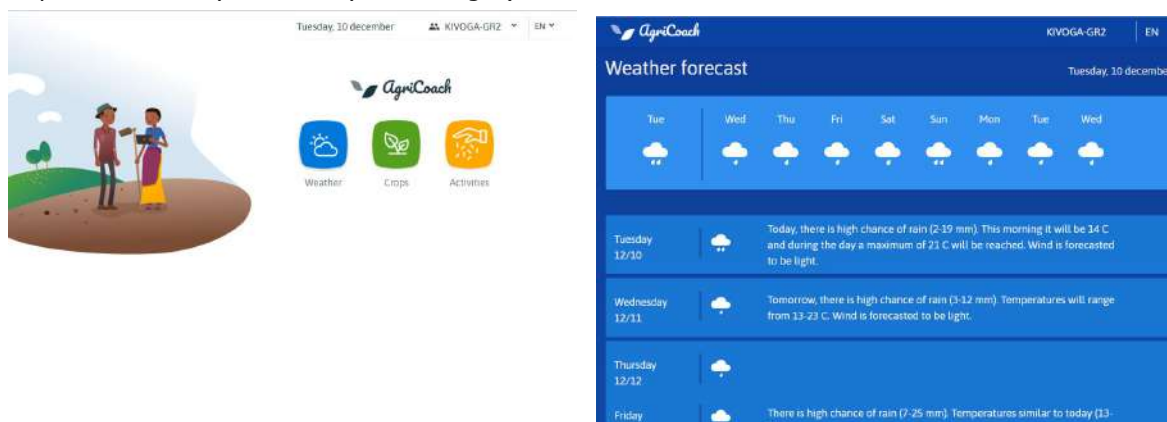 Tuesday, 10 december KIVOGA-GR2 EN
AgriCoach
Weather Crops Activities
AgriCoach KIVOGA-GR2 EN
Weather forecast Tuesday, 10 decembe
Tue Wed Thu Fri Sat Sun Mon Tue Wed
Tuesday
12/10
Today, there is high chance of rain (2-19 mm). This morning it will be 14 C
and during the day a maximum of 21 C will be reached. Wind is forecasted
to be light.
Wednesday
12/11
Tomorrow, there is high chance of rain (3-12 mm). Temperatures will range
from 13-23 C. Wind is forecasted to be light.
Thursday
12/12
Friday
There is high chance of rain (7-25 mm). Temperatures similar to today (13-